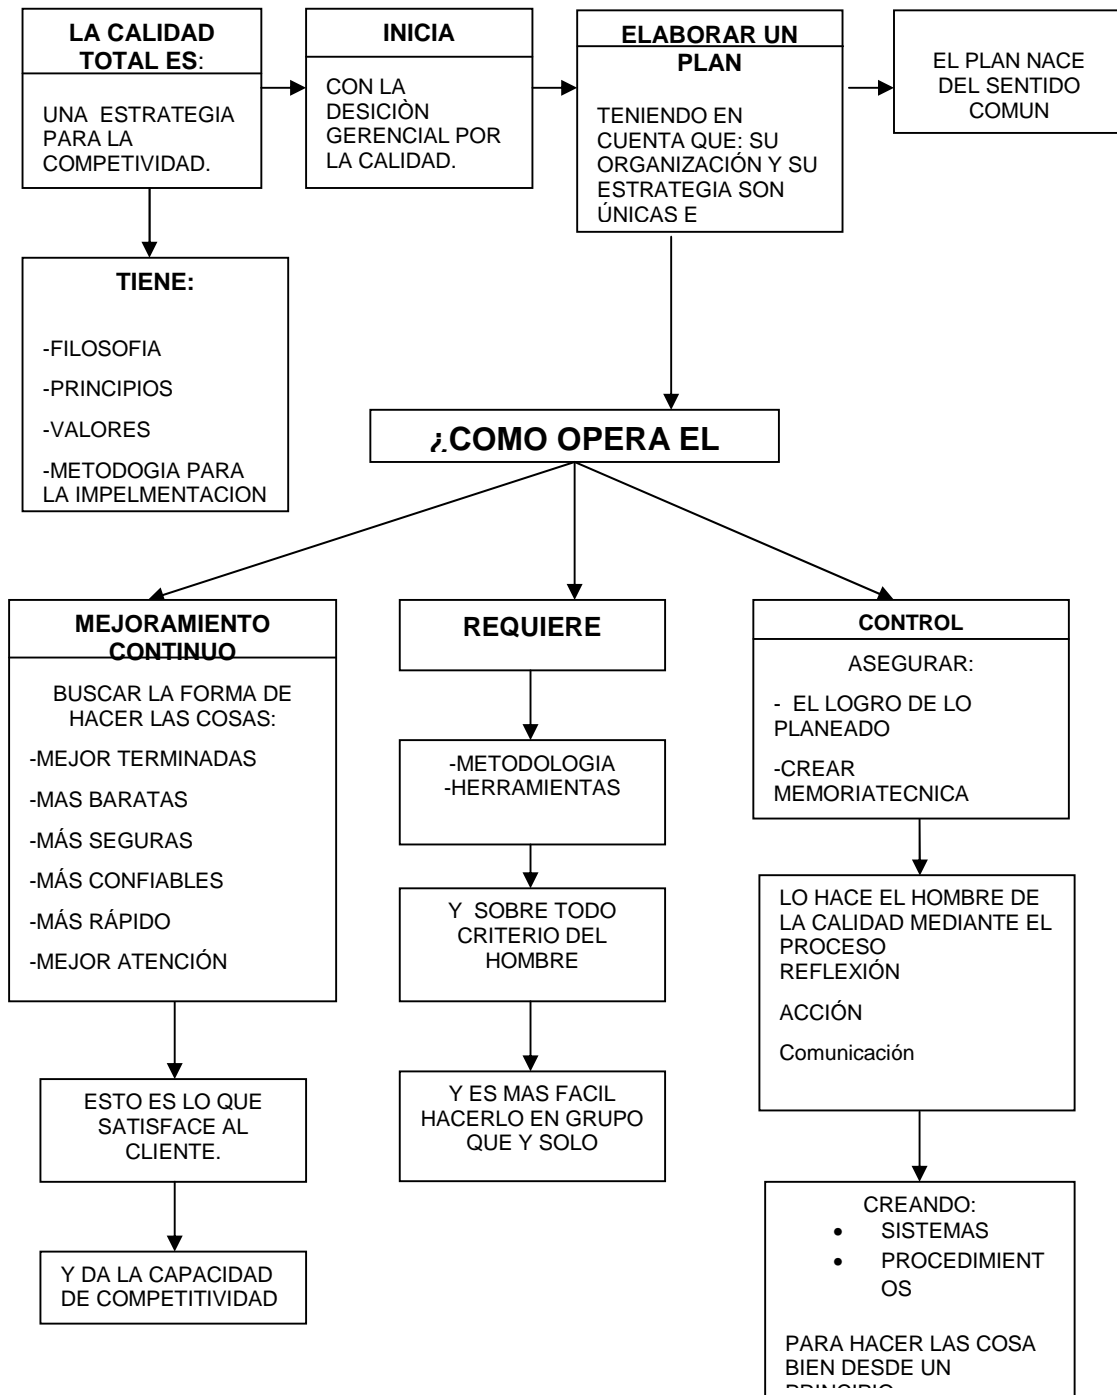 LA CALIDAD
TOTAL ES:
UNA ESTRATEGIA
PARA LA
COMPETIVIDAD.
INICIA
CON LA
DESICIÒN
GERENCIAL POR
LA CALIDAD.
ELABORAR UN
PLAN
TENIENDO EN
CUENTA QUE: SU
ORGANIZACIÓN Y SU
ESTRATEGIA SON
ÚNICAS E
EL PLAN NACE
DEL SENTIDO
COMUN
TIENE:
-FILOSOFIA
-PRINCIPIOS
-VALORES
-METODOGIA PARA
LA IMPELMENTACION
¿COMO OPERA EL
MEJORAMIENTO
CONTINUO
BUSCAR LA FORMA DE
HACER LAS COSAS:
-MEJOR TERMINADAS
-MAS BARATAS
-MÁS SEGURAS
-MÁS CONFIABLES
-MÁS RÁPIDO
-MEJOR ATENCIÓN
ESTO ES LO QUE
SATISFACE AL
CLIENTE.
Y DA LA CAPACIDAD
DE COMPETITIVIDAD
REQUIERE
-METODOLOGIA
-HERRAMIENTAS
Y SOBRE TODO
CRITERIO DEL
HOMBRE
Y ES MAS FACIL
HACERLO EN GRUPO
QUE Y SOLO
CONTROL
ASEGURAR:
- EL LOGRO DE LO
PLANEADO
-CREAR
MEMORIATECNICA
LO HACE EL HOMBRE DE
LA CALIDAD MEDIANTE EL
PROCESO
REFLEXIÓN
ACCIÓN
Comunicación
CREANDO:
• SISTEMAS
• PROCEDIMIENT
OS
PARA HACER LAS COSA
BIEN DESDE UN